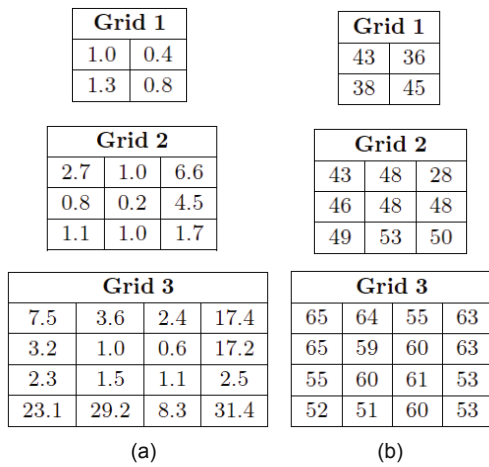 Grid 1
1.0 0.4
1.3 0.8
Grid 2
2.7 1.0 6.6
0.8 0.2 4.5
1.1 1.0 1.7
Grid 3
7.5 3.6 2.4 17.4
3.2 1.0 0.6 17.2
2.3 1.5 1.1 2.5
23.1 29.2 8.3 31.4
(a)
Grid 1
43 36
38 45
Grid 2
43 48 28
46 48 48
49 53 50
Grid 3
65 64 55 63
65 59 60 63
55 60 61 53
52 51 60 53
(b)